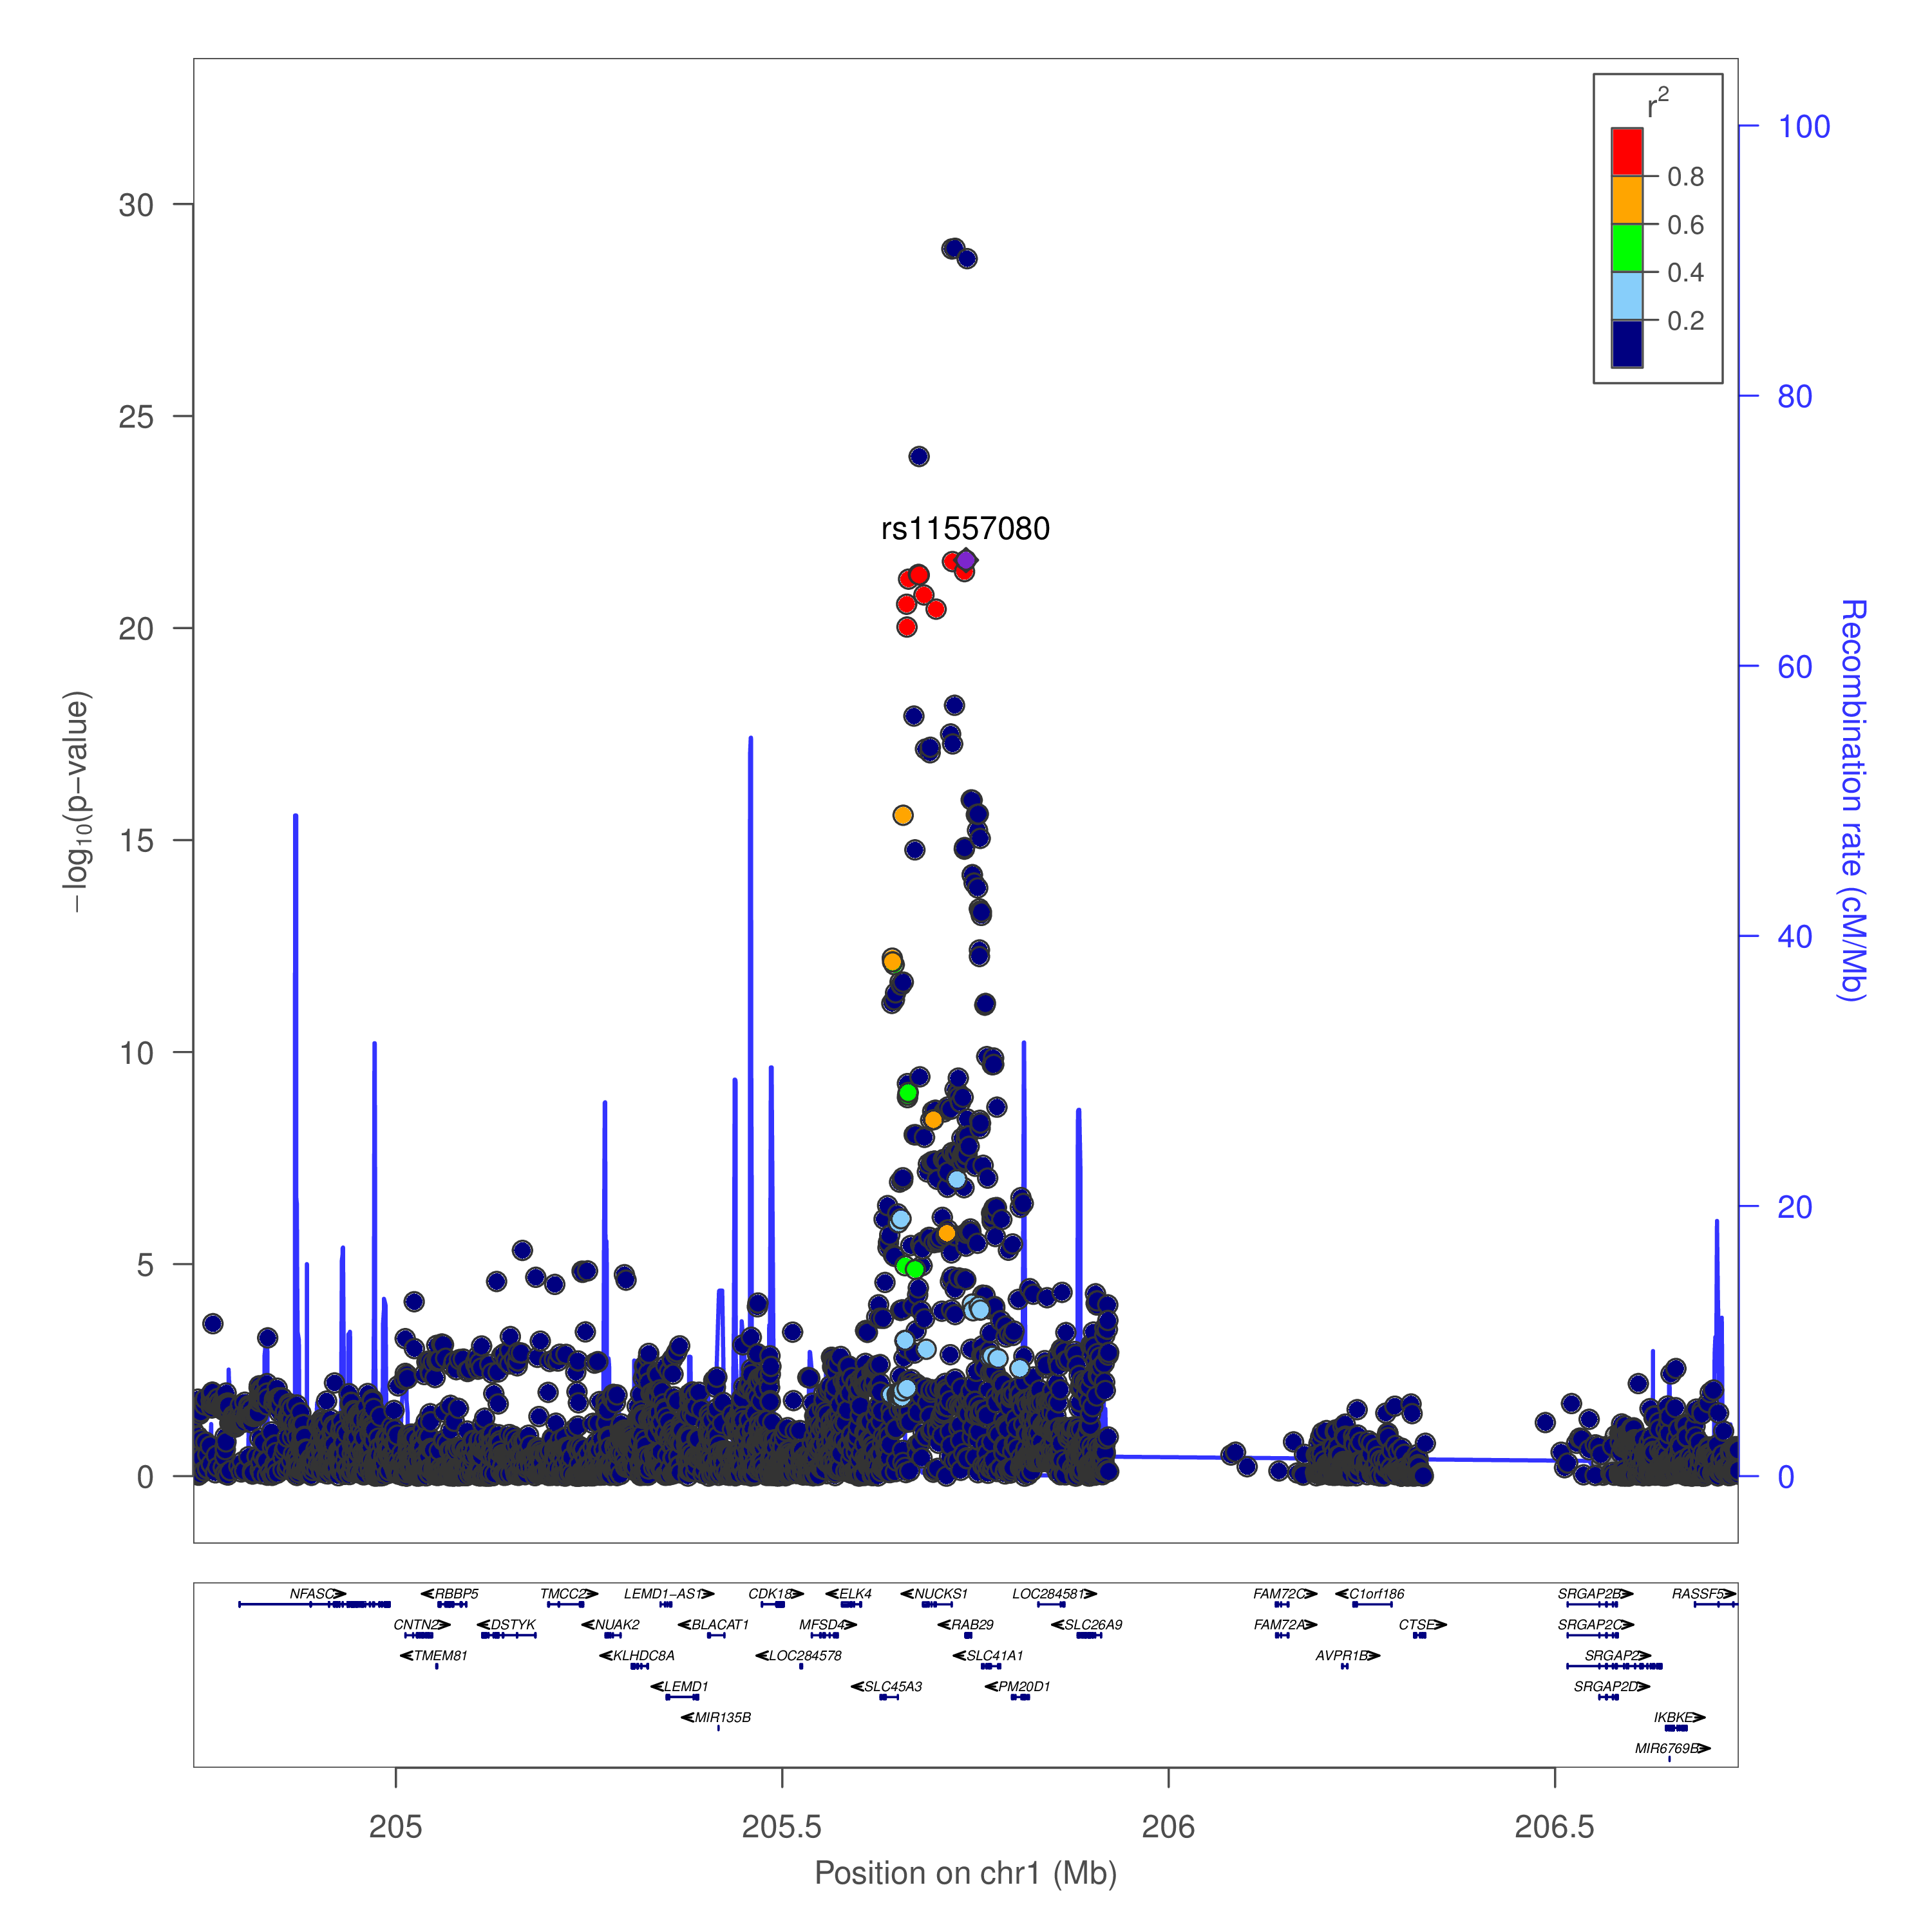 r2
0.8
0.6
0.4
0.2
rs11557080
30
25
20
15
10
5
0
−log10(p−value)
100
80
60
40
20
0
Recombination rate (cM/Mb)
NFASC RBBP5 TMCC2 LEMD1−AS1 CDK18 ELK4 NUCKS1 LOC284581 FAM72C C1orf186 SRGAP2B RASSF5
CNTN2 DSTYK NUAK2 BLACAT1 MFSD4 RAB29 SLC26A9 FAM72A CTSE SRGAP2C
TMEM81 KLHDC8A LOC284578 SLC41A1 AVPR1B SRGAP2
LEMD1 SLC45A3 PM20D1 SRGAP2D
MIR135B IKBKE
MIR6769B
205 205.5 206 206.5
Position on chr1 (Mb)